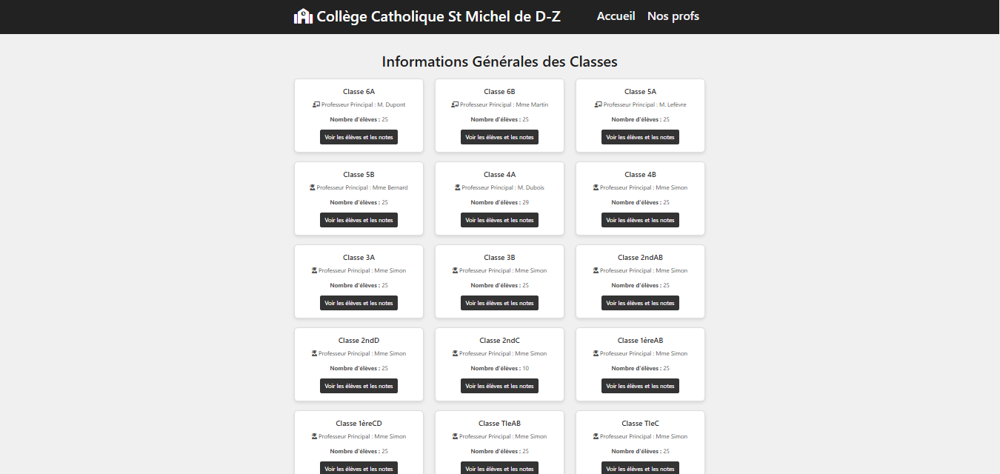 Collège Catholique St Michel de D-Z Accueil Nos profs
Informations Générales des Classes
Classe 6A
Professeur Principal : M. Dupont
Nombre d'élèves : 25
Voir les élèves et les notes
Classe 6B
Professeur Principal : Mme Martin
Nombre d'élèves : 25
Voir les élèves et les notes
Classe 5A
Professeur Principal : M. Lefèvre
Nombre d'élèves : 25
Voir les élèves et les notes
Classe 5B
Professeur Principal : Mme Bernard
Nombre d'élèves : 25
Voir les élèves et les notes
Classe 4A
Professeur Principal : M. Dubois
Nombre d'élèves : 29
Voir les élèves et les notes
Classe 4B
Professeur Principal : Mme Simon
Nombre d'élèves : 25
Voir les élèves et les notes
Classe 3A
Professeur Principal : Mme Simon
Nombre d'élèves : 25
Voir les élèves et les notes
Classe 3B
Professeur Principal : Mme Simon
Nombre d'élèves : 25
Voir les élèves et les notes
Classe 2ndAB
Professeur Principal : Mme Simon
Nombre d'élèves : 25
Voir les élèves et les notes
Classe 2ndD
Professeur Principal : Mme Simon
Nombre d'élèves : 25
Voir les élèves et les notes
Classe 2ndC
Professeur Principal : Mme Simon
Nombre d'élèves : 10
Voir les élèves et les notes
Classe 1èreAB
Professeur Principal : Mme Simon
Nombre d'élèves : 25
Voir les élèves et les notes
Classe 1èreCD
Professeur Principal : Mme Simon
Nombre d'élèves : 25
Voir les élèves et les notes
Classe TleAB
Professeur Principal : Mme Simon
Nombre d'élèves : 25
Voir les élèves et les notes
Classe TleC
Professeur Principal : Mme Simon
Nombre d'élèves : 25
Voir les élèves et les notes